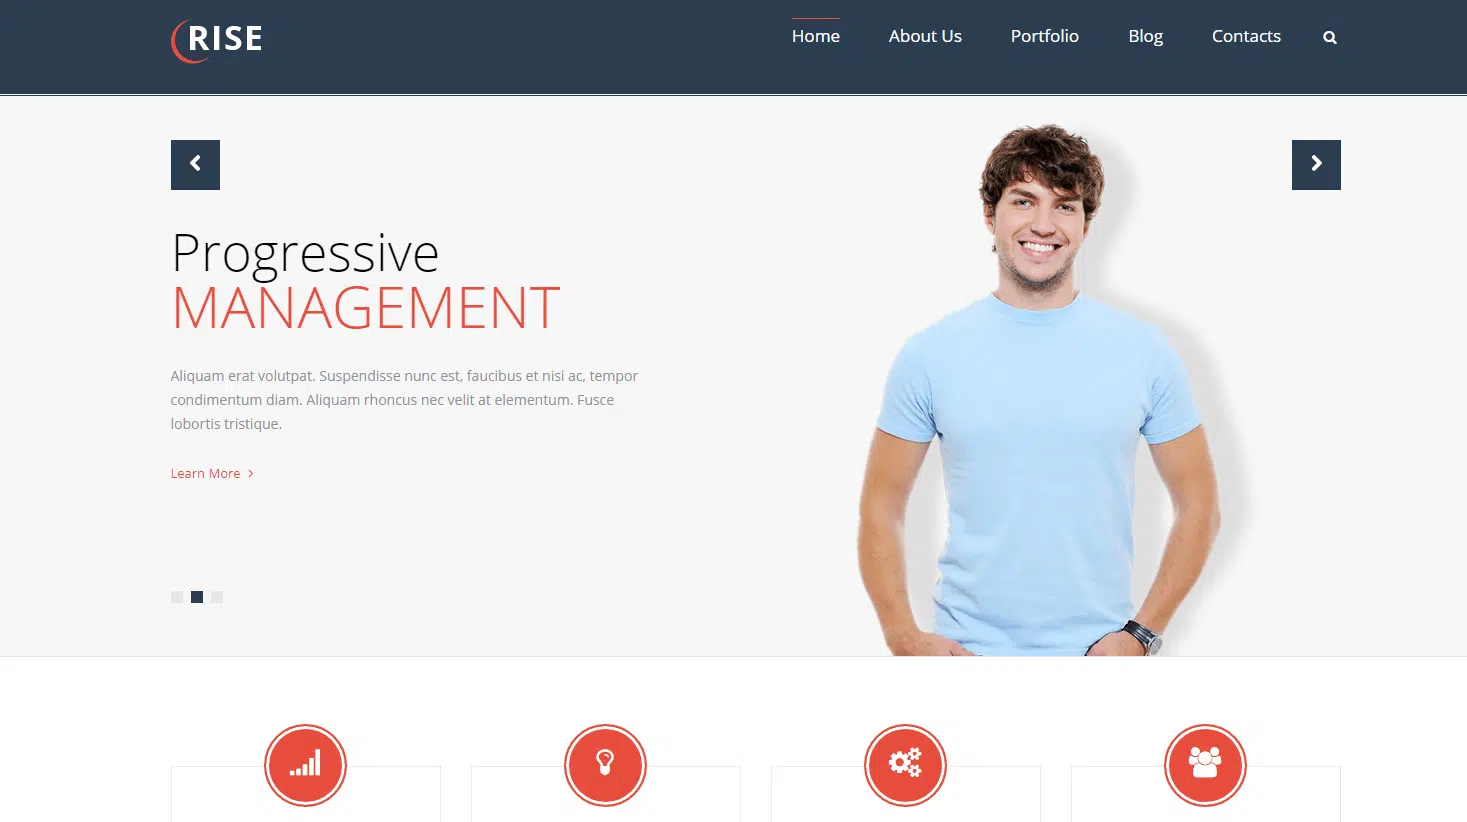 RISE
Home
About Us
Portfolio
Blog
Contacts
Progressive
MANAGEMENT
Aliquam erat volutpat. Suspendisse nunc est, faucibus et nisi ac, tempor
condimentum diam. Aliquam rhoncus nec velit at elementum. Fusce
lobortis tristique.
Learn More